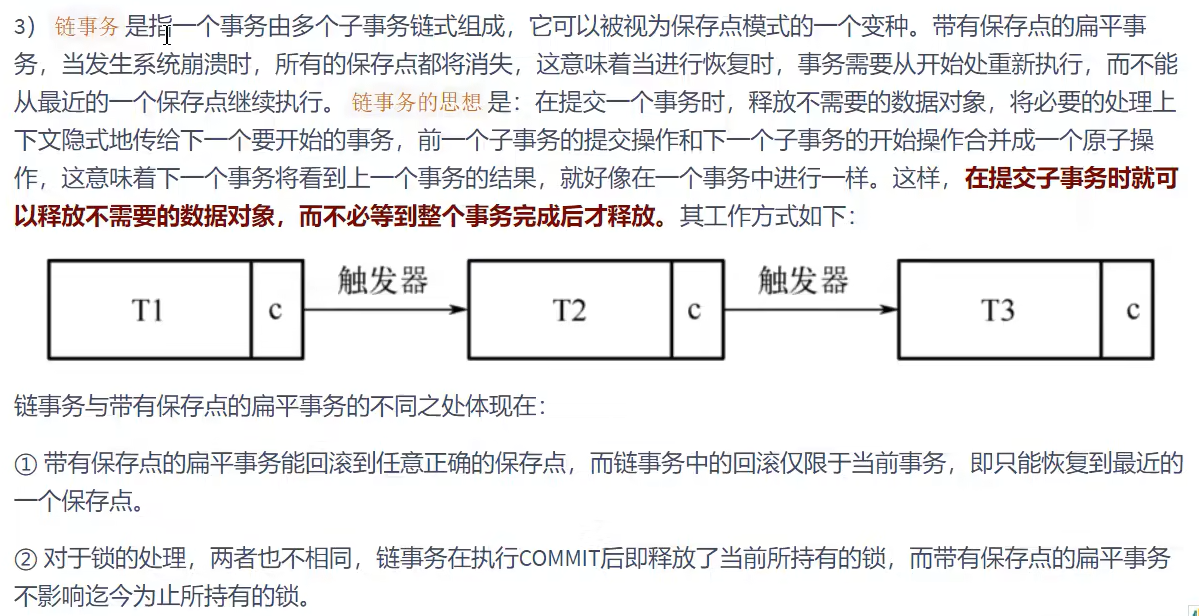 3） 链事务 是指一个事务由多个子事务链式组成，它可以被视为保存点模式的一个变种。带有保存点的扁平事
务，当发生系统崩溃时，所有的保存点都将消失，这意味着当进行恢复时，事务需要从开始处重新执行，而不能
从最近的一个保存点继续执行。 链事务的思想 是：在提交一个事务时，释放不需要的数据对象，将必要的处理上
下文隐式地传给下一个要开始的事务，前一个子事务的提交操作和下一个子事务的开始操作合并成一个原子操
作，这意味着下一个事务将看到上一个事务的结果，就好像在一个事务中进行一样。这样，在提交子事务时就可
以释放不需要的数据对象，而不必等到整个事务完成后才释放。其工作方式如下：
T1 c 触发器 T2 c 触发器 T3 c
链事务与带有保存点的扁平事务的不同之处体现在：
① 带有保存点的扁平事务能回滚到任意正确的保存点，而链事务中的回滚仅限于当前事务，即只能恢复到最近的
一个保存点。
② 对于锁的处理，两者也不相同，链事务在执行COMMIT后即释放了当前所持有的锁，而带有保存点的扁平事务
不影响迄今为止所持有的锁。